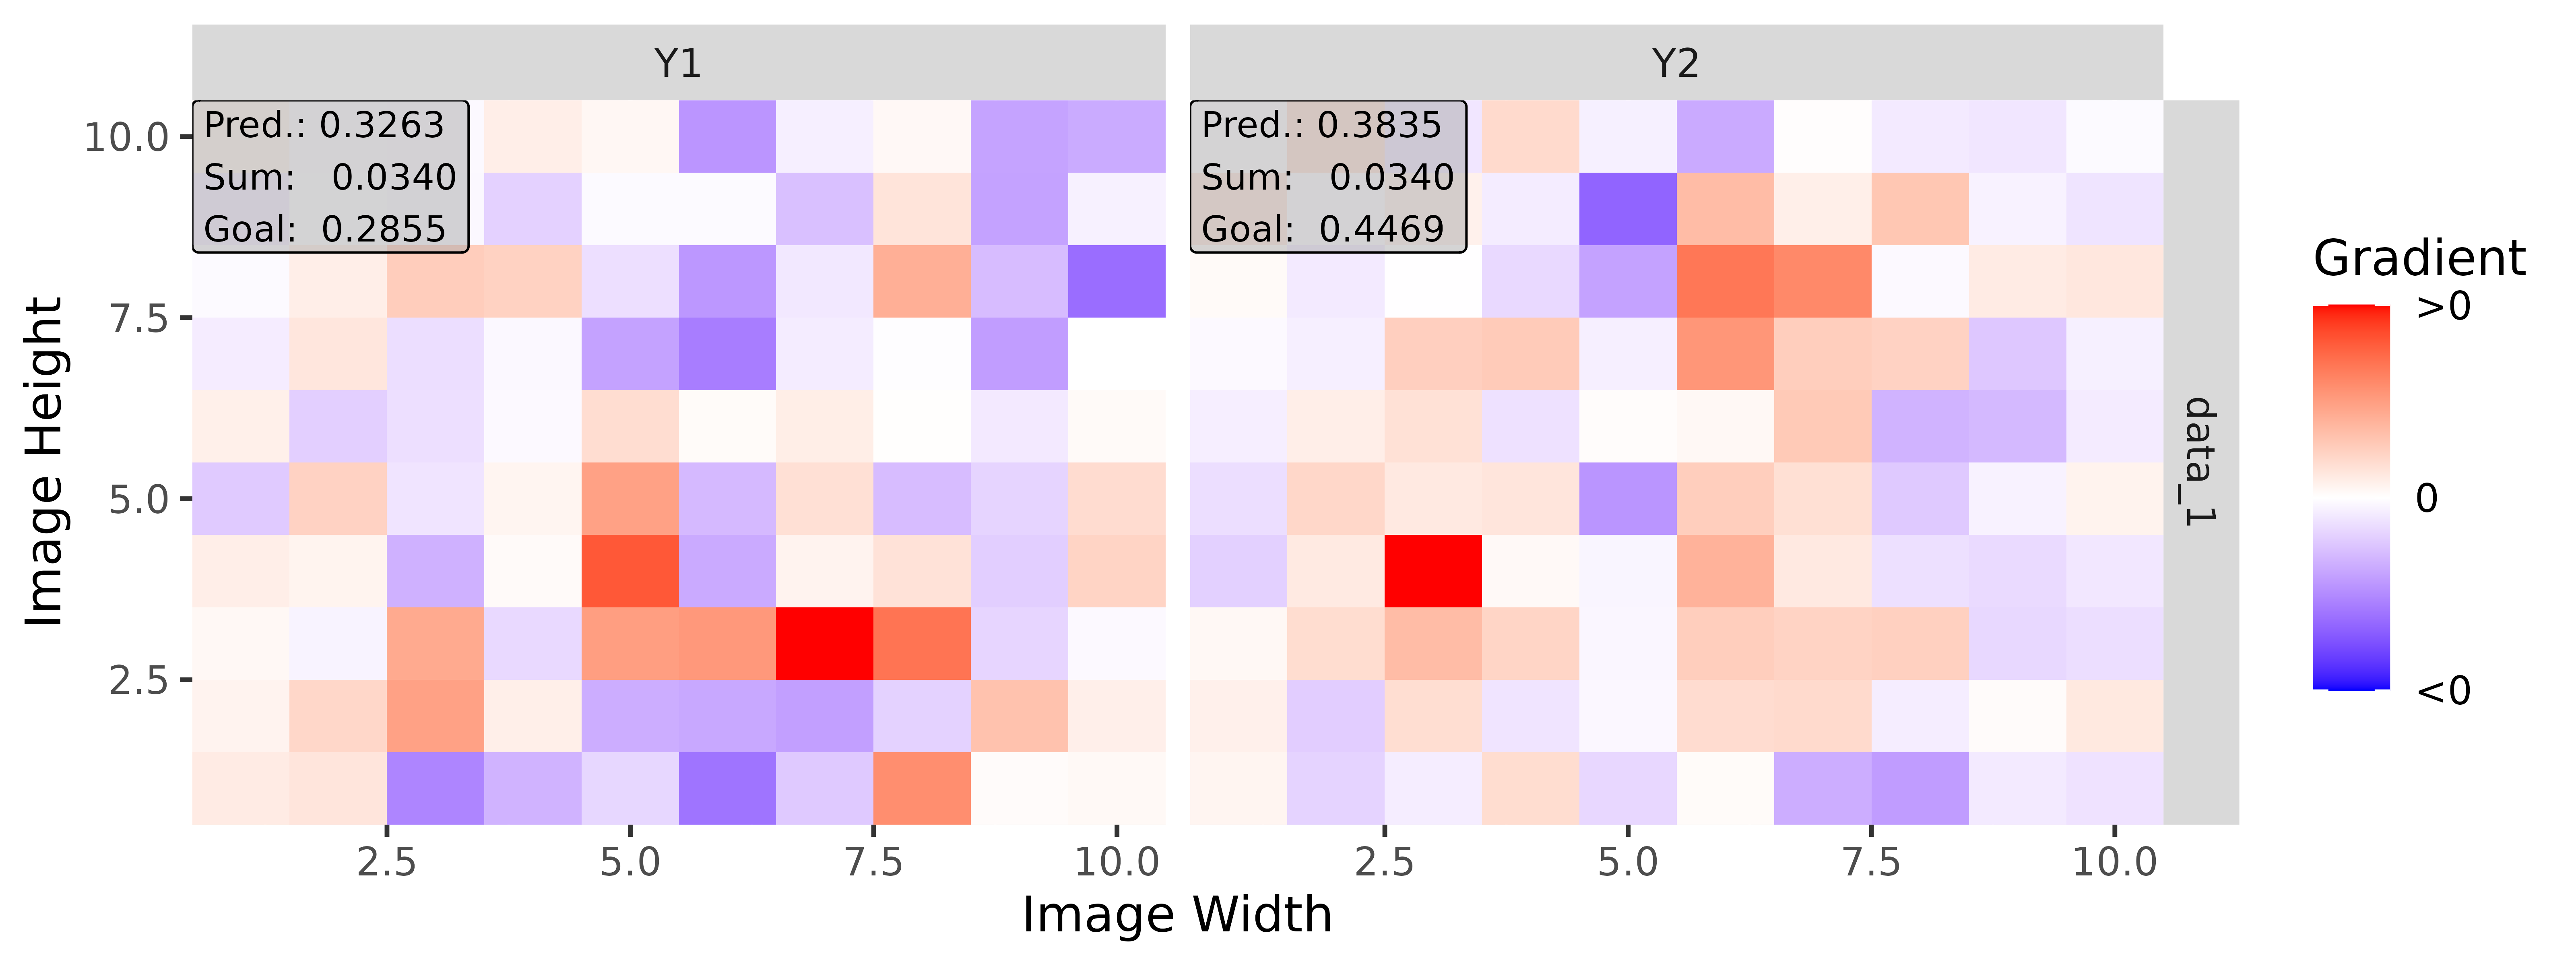 Y1
Y2
Pred.: 0.3263
Sum: 0.0340
Goal: 0.2855
Pred.: 0.3835
Sum: 0.0340
Goal: 0.4469
10.0
7.5
5.0
2.5
Image Height
data_1
Gradient
>0
0
<0
2.5
5.0
7.5
10.0
2.5
5.0
7.5
10.0
Image Width